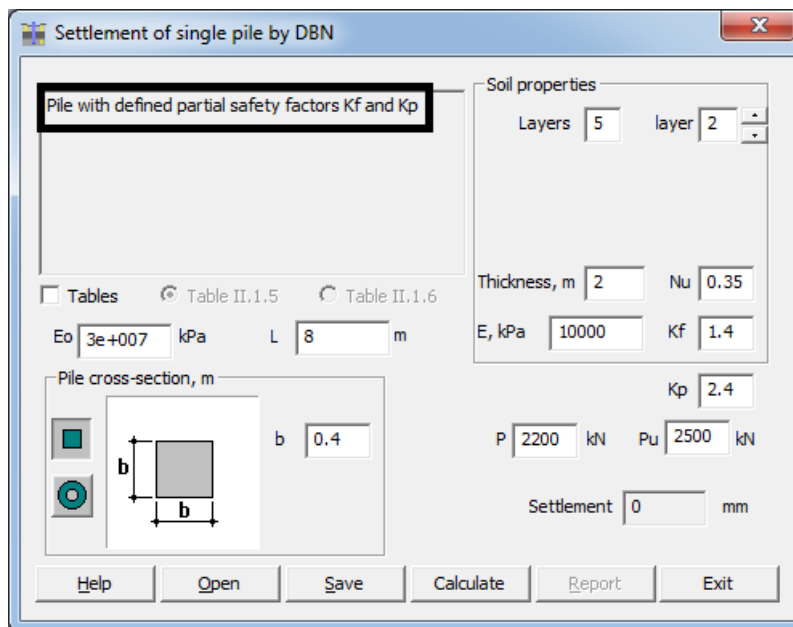 Settlement of single pile by DBN
Pile with defined partial safety factors Kf and Kp
Soil properties
Layers 5 layer 2
Thickness, m 2 Nu 0.35
E, kPa 10000 Kf 1.4
Tables Table II.1.5 Table II.1.6
Eo 3e+007 kPa L 8 m
Kp 2.4
Pile cross-section, m
b 0.4
b
b
P 2200 kN Pu 2500 kN
Settlement 0 mm
Help Open Save Calculate Report Exit